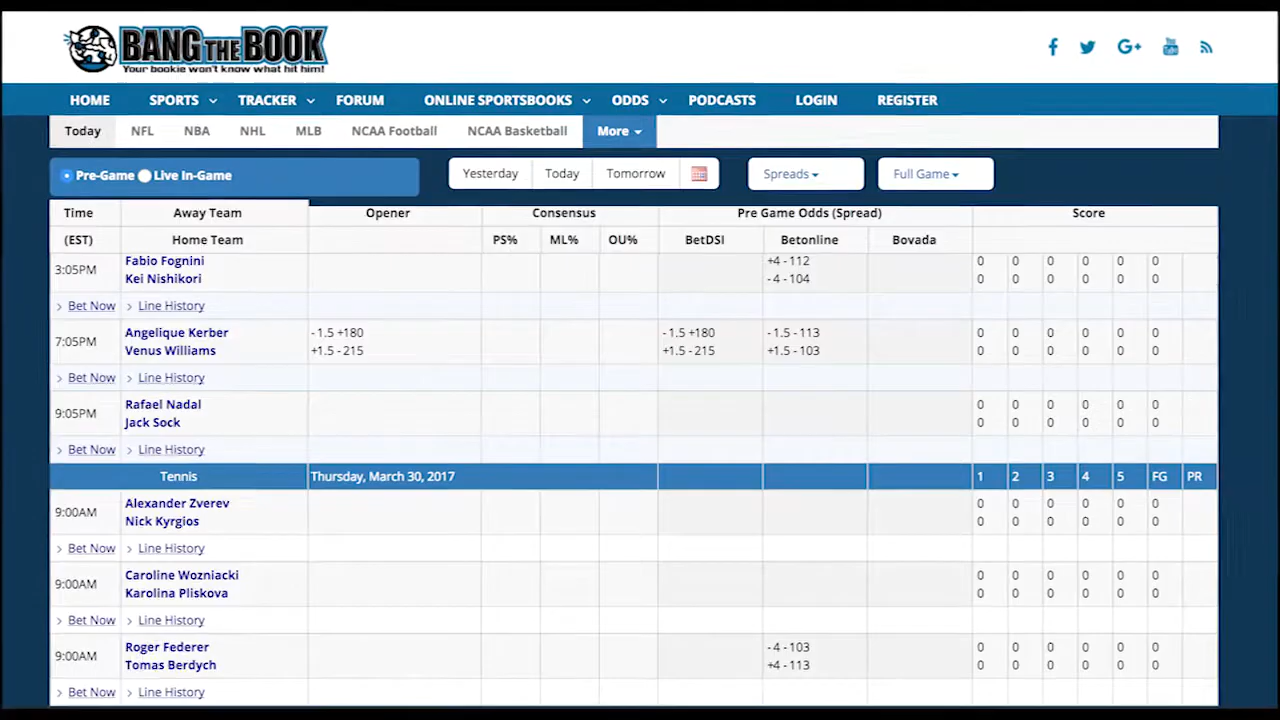 BANG THE BOOK
Your bookie won't know what hit him!
HOME SPORTS TRACKER FORUM ONLINE SPORTSBOOKS ODDS PODCASTS LOGIN REGISTER
Today NFL NBA NHL MLB NCAA Football NCAA Basketball More
Pre-Game Live In-Game Yesterday Today Tomorrow Spreads Full Game
Time Away Team Opener Consensus Pre Game Odds (Spread) Score
(EST) Home Team PS% ML% OU% BetDSI Betonline Bovada
3:05PM
Fabio Fognini +4 - 112 0 0 0 0 0 0
Kei Nishikori - 4 - 104 0 0 0 0 0 0
> Bet Now > Line History
7:05PM
Angelique Kerber - 1.5 +180 - 1.5 +180 - 1.5 - 113 0 0 0 0 0 0
Venus Williams +1.5 - 215 +1.5 - 215 +1.5 - 103 0 0 0 0 0 0
> Bet Now > Line History
9:05PM
Rafael Nadal 0 0 0 0 0 0
Jack Sock 0 0 0 0 0 0
> Bet Now > Line History
Tennis Thursday, March 30, 2017 1 2 3 4 5 FG PR
9:00AM
Alexander Zverev 0 0 0 0 0 0
Nick Kyrgios 0 0 0 0 0 0
> Bet Now > Line History
9:00AM
Caroline Wozniacki 0 0 0 0 0 0
Karolina Pliskova 0 0 0 0 0 0
> Bet Now > Line History
9:00AM
Roger Federer - 4 - 103 0 0 0 0 0 0
Tomas Berdych +4 - 113 0 0 0 0 0 0
> Bet Now > Line History